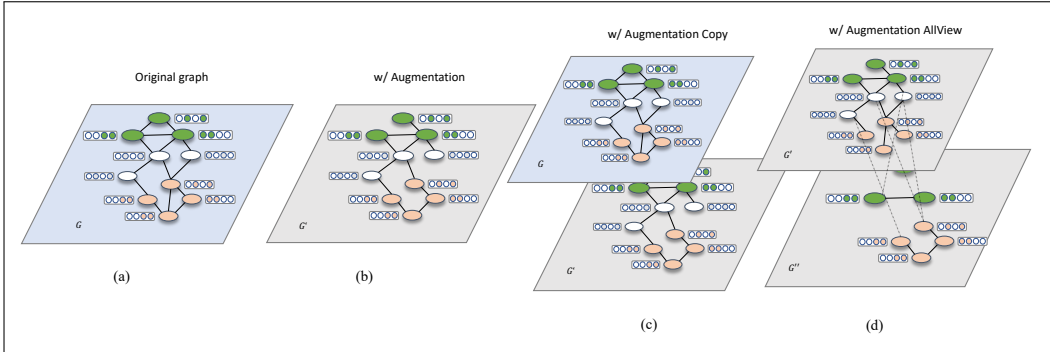 w/ Augmentation Copy
w/ Augmentation AllView
Original graph
w/ Augmentation
G
G'
G
G'
G'
G''
(a)
(b)
(c)
(d)